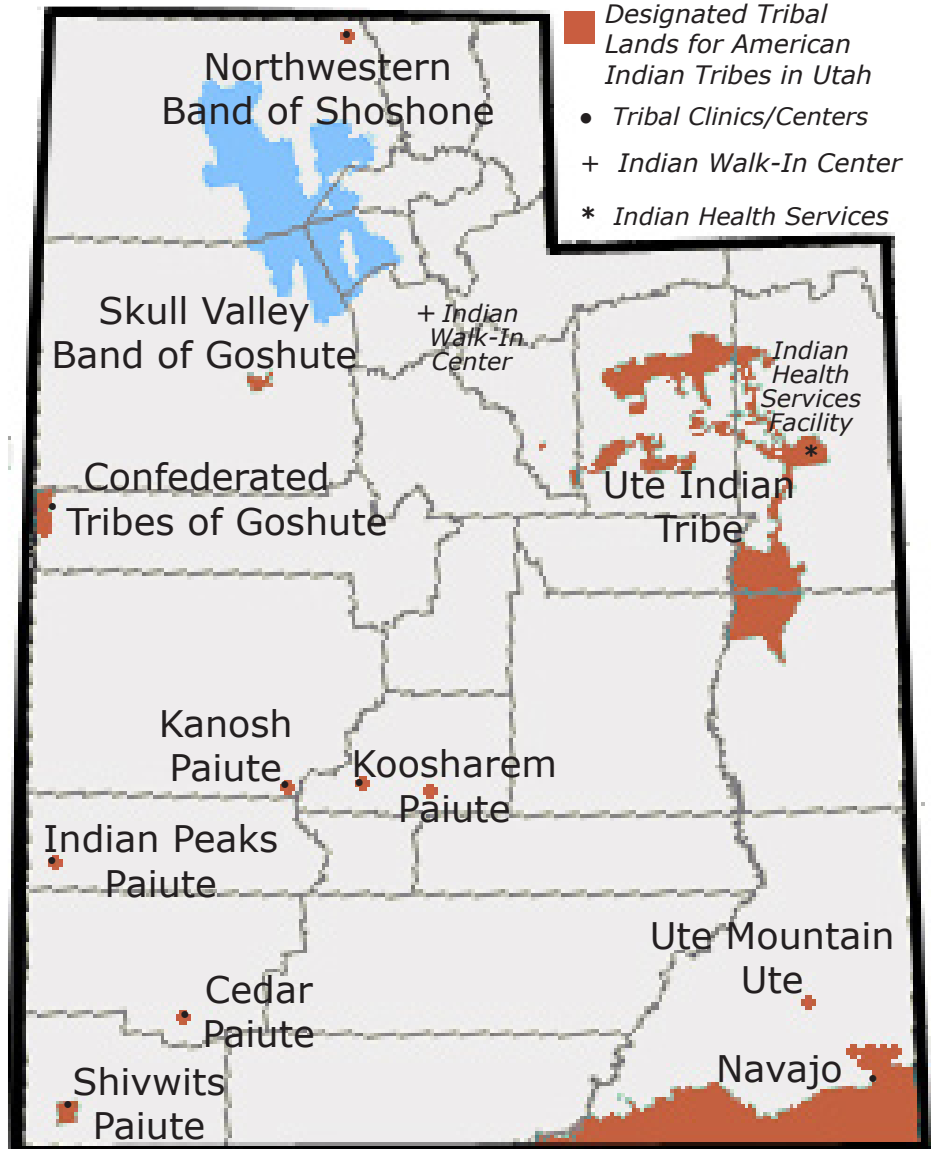 Designated Tribal
Lands for American
Indian Tribes in Utah
• Tribal Clinics/Centers
+ Indian Walk-In Center
* Indian Health Services
Northwestern
Band of Shoshone
Skull Valley
Band of Goshute
+ Indian
Walk-In
Center
Indian
Health
Services
Facility
*
Confederated
Tribes of Goshute
Ute Indian
Tribe
Kanosh
Paiute
Koosharem
Paiute
Indian Peaks
Paiute
Ute Mountain
Ute
Cedar
Paiute
Navajo
Shivwits
Paiute